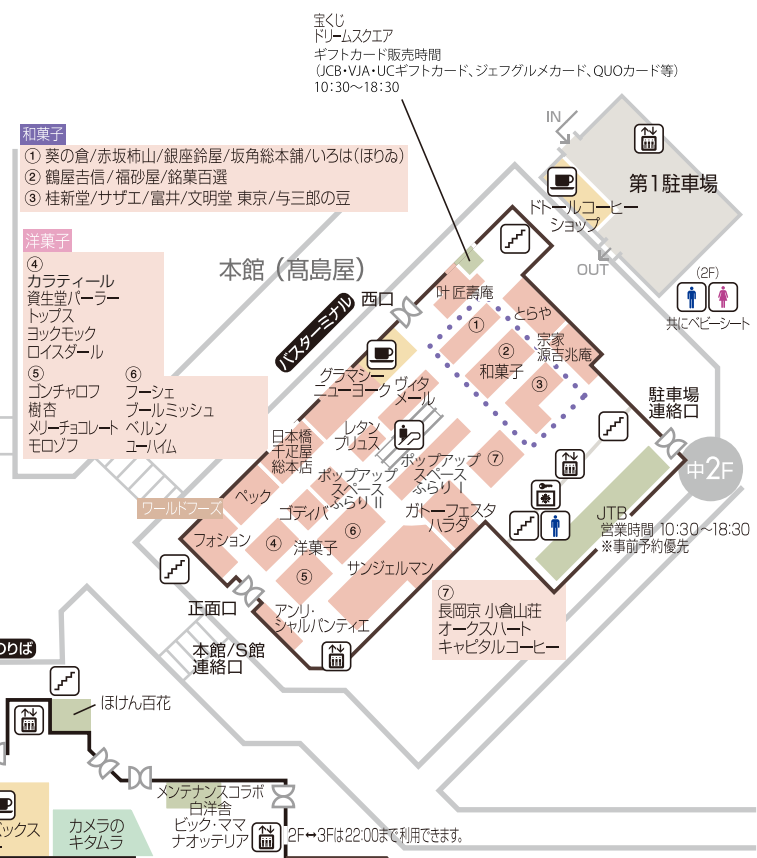 宝くじ
ドリームスクエア
ギフトカード販売時間
（JCB・VJA・UCギフトカード、ジェフグルメカード、QUOカード等）
10：30〜18：30
和菓子
① 葵の倉/赤坂柿山/銀座鈴屋/坂角総本舗/いろは（ほりゐ）
② 鶴屋吉信/福砂屋/銘菓百選
③ 桂新堂/サザエ/富井/文明堂 東京/与三郎の豆
洋菓子
④
カラティール
資生堂パーラー
トップス
ヨックモック
ロイスダール
⑤
ゴンチャロフ
樹杏
メリーチョコレート
モロゾフ
⑥
フーシェ
ブールミッシュ
ベルン
ユーハイム
本館（髙島屋）
バスターミナル
西口
IN
OUT
第1駐車場
ドトールコーヒー
ショップ
（2F）
共にベビーシート
叶 匠壽庵
とらや
宗家
源吉兆庵
①
②
和菓子
③
グラマシー
ニューヨーク
ヴィタ
メール
駐車場
連絡口
中2F
レタン
プリュス
日本橋
千疋屋
総本店
ポップアップ
スペース
ふらり Ⅰ
⑦
ポップアップ
スペース
ふらり Ⅱ
ペック
ワールドフーズ
ゴディバ
ガトーフェスタ
ハラダ
JTB
営業時間 10：30〜18：30
※事前予約優先
フォション
④
洋菓子
⑥
⑤
サンジェルマン
アンリ・
シャルパンティエ
正面口
本館/S館
連絡口
⑦
長岡京 小倉山荘
オークスハート
キャピタルコーヒー
のりば
ほけん百花
メンテナンスコラボ
白洋舎
ビック・ママ
ナオッテリア
2F↔3Fは22:00まで利用できます。
バックス
ー
カメラの
キタムラ